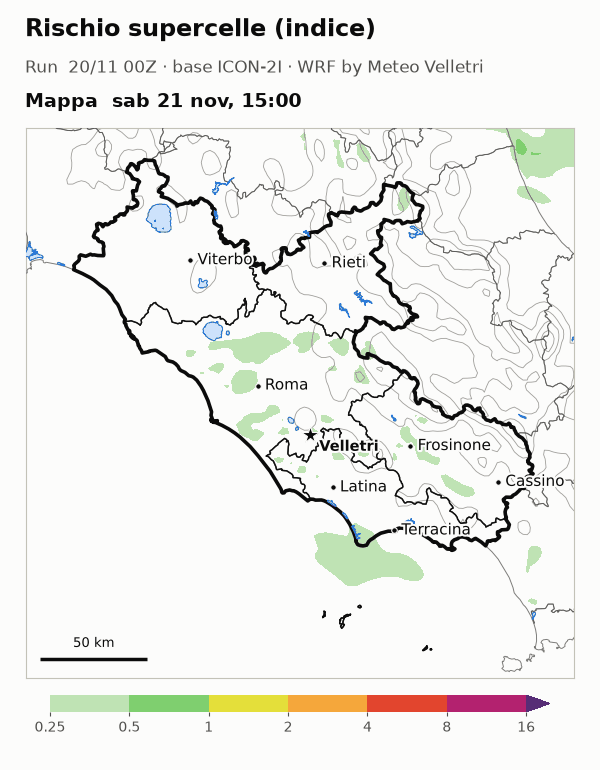 Rischio supercelle (indice)
Run  20/11 00Z · base ICON-2I · WRF by Meteo Velletri
Mappa  sab 21 nov, 15:00
Viterbo
Rieti
Roma
Velletri
Frosinone
Cassino
Latina
Terracina
50 km
0.25 0.5 1 2 4 8 16